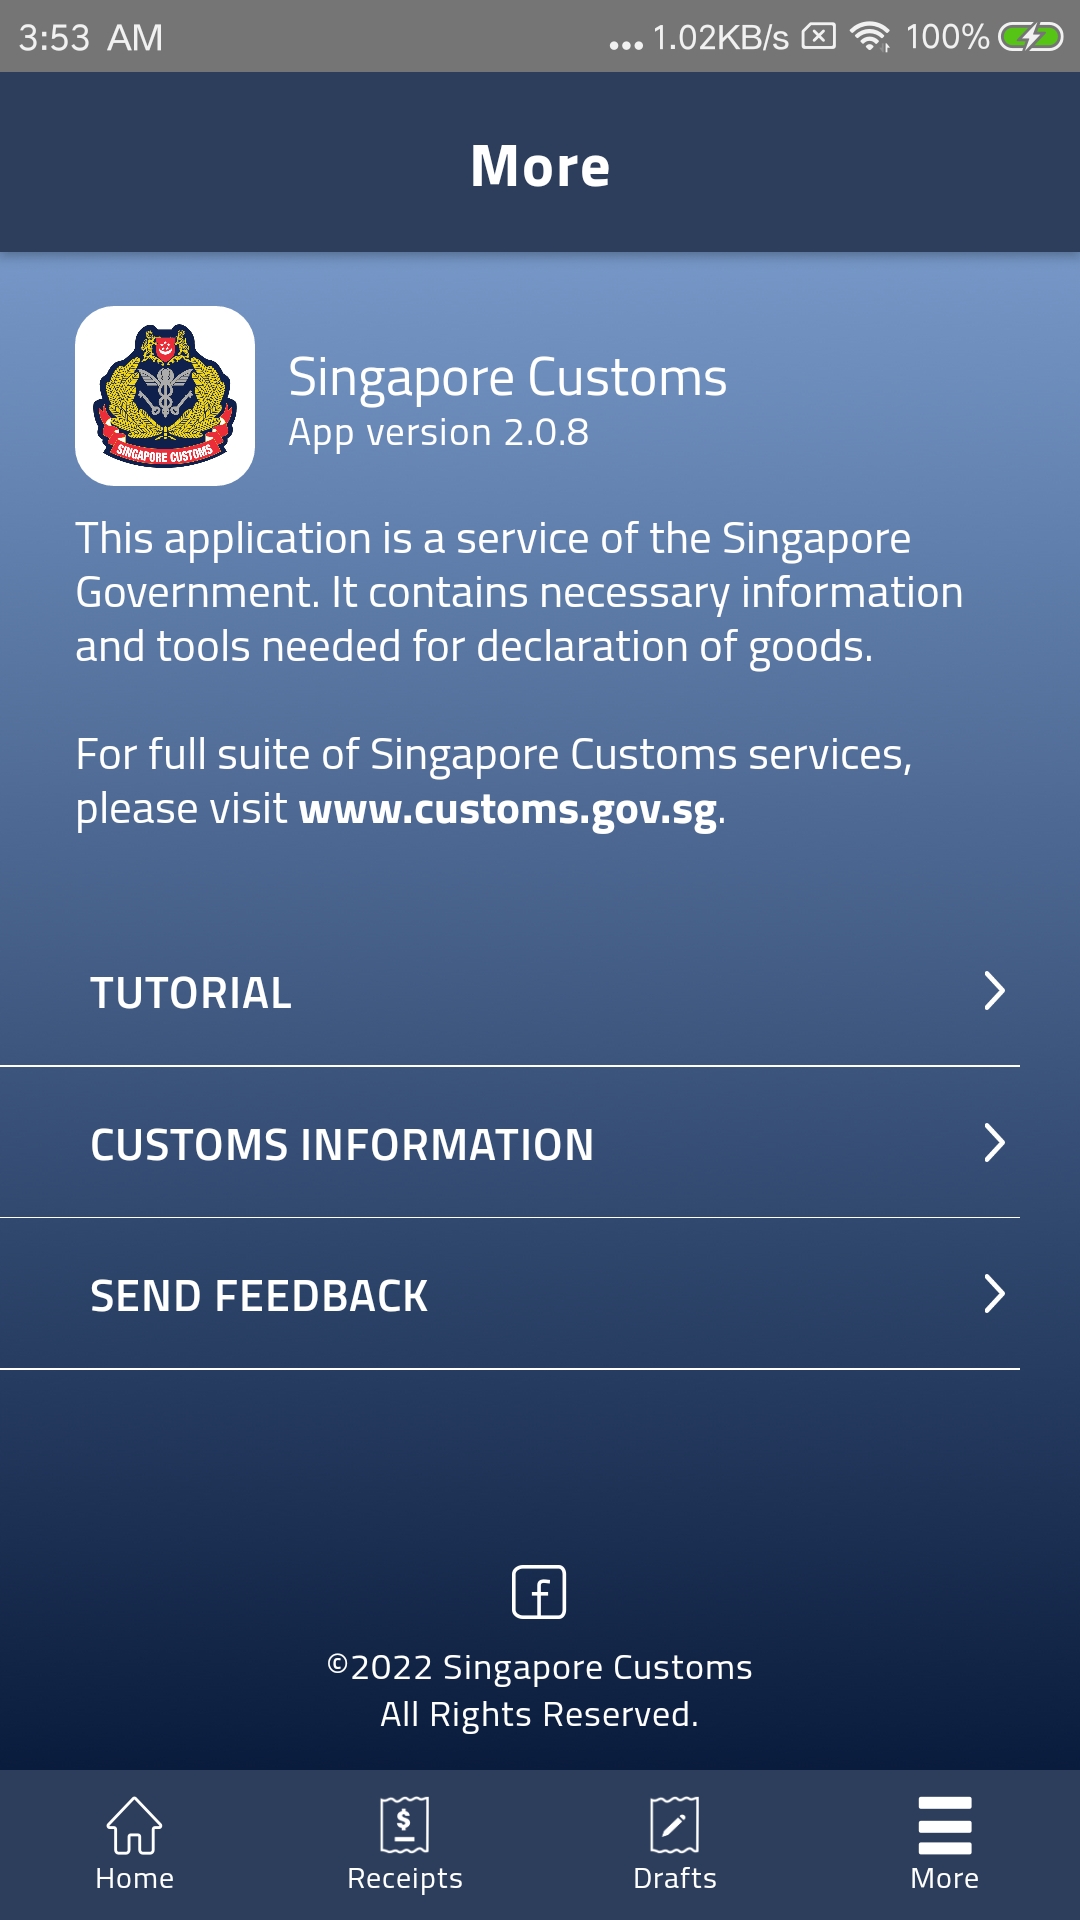 3:53 AM
... 1.02KB/s 100%
More
SINGAPORE CUSTOMS
Singapore Customs
App version 2.0.8
This application is a service of the Singapore
Government. It contains necessary information
and tools needed for declaration of goods.
For full suite of Singapore Customs services,
please visit www.customs.gov.sg.
TUTORIAL
CUSTOMS INFORMATION
SEND FEEDBACK
f
©2022 Singapore Customs
All Rights Reserved.
$
Home Receipts Drafts More